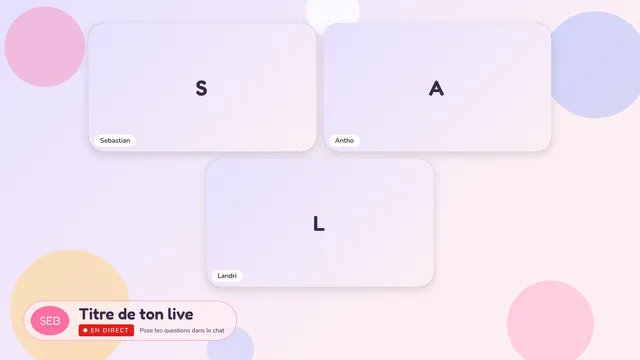 S
A
Sebastian
Antho
L
Landri
SEB
Titre de ton live
EN DIRECT
Pose tes questions dans le chat